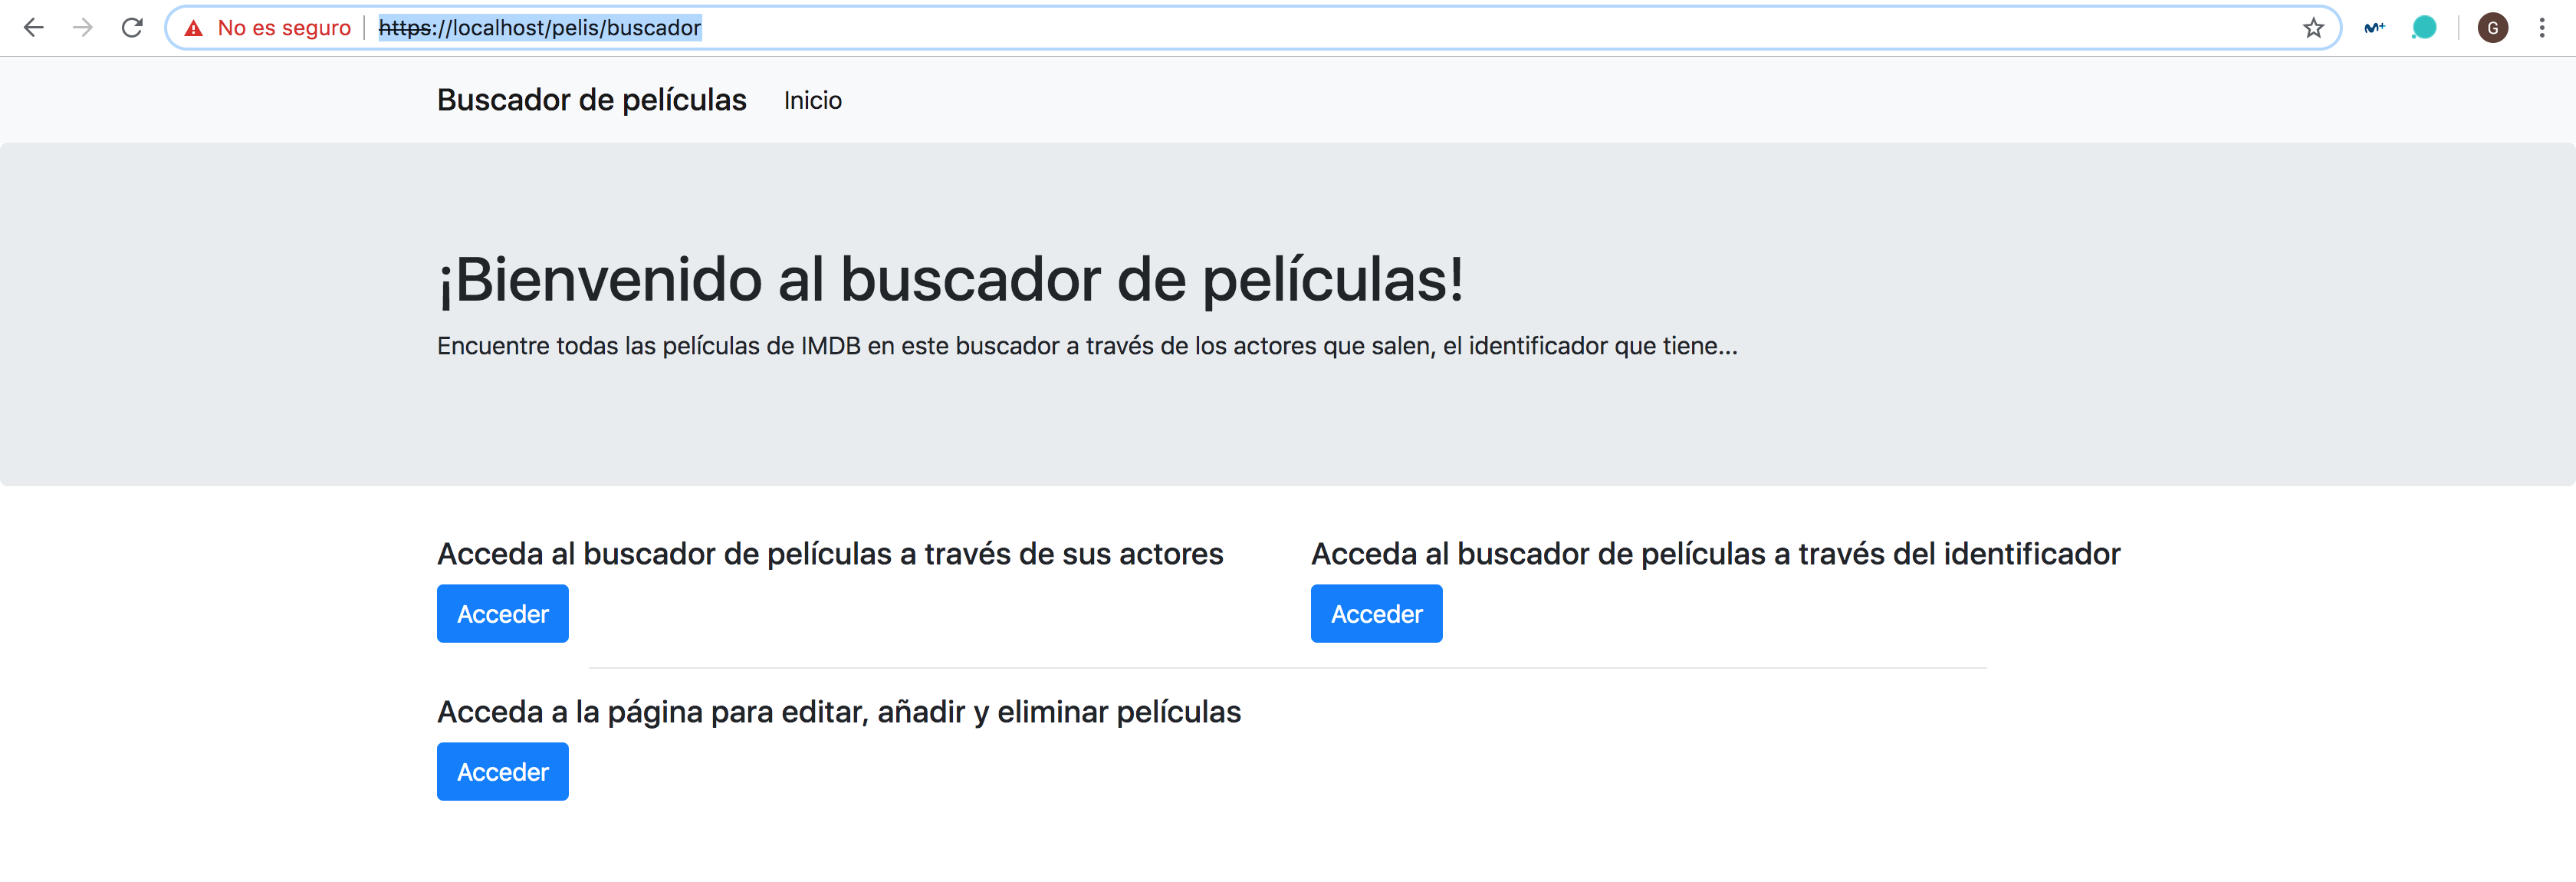 No es seguro | https://localhost/pelis/buscador
G
Buscador de películas Inicio
¡Bienvenido al buscador de películas!
Encuentre todas las películas de IMDB en este buscador a través de los actores que salen, el identificador que tiene...
Acceda al buscador de películas a través de sus actores
Acceder
Acceda al buscador de películas a través del identificador
Acceder
Acceda a la página para editar, añadir y eliminar películas
Acceder